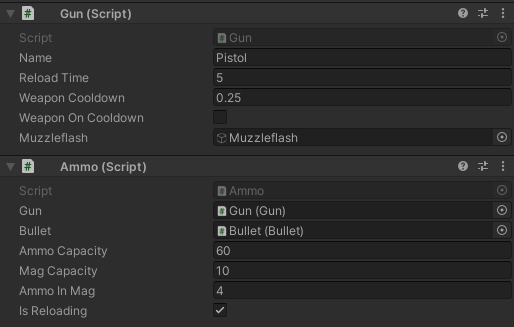 Gun (Script)
Script Gun
Name Pistol
Reload Time 5
Weapon Cooldown 0.25
Weapon On Cooldown
Muzzleflash Muzzleflash
Ammo (Script)
Script Ammo
Gun Gun (Gun)
Bullet Bullet (Bullet)
Ammo Capacity 60
Mag Capacity 10
Ammo In Mag 4
Is Reloading